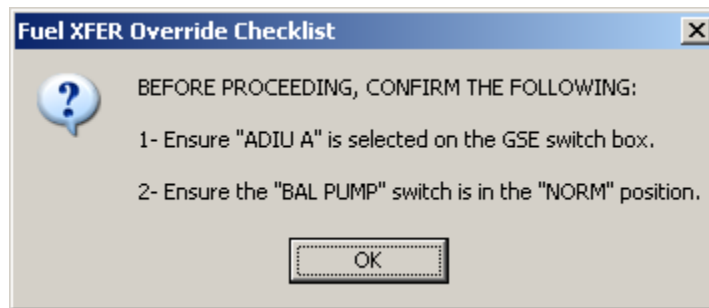 Fuel XFER Override Checklist
BEFORE PROCEEDING, CONFIRM THE FOLLOWING:
1- Ensure "ADIU A" is selected on the GSE switch box.
2- Ensure the "BAL PUMP" switch is in the "NORM" position.
OK